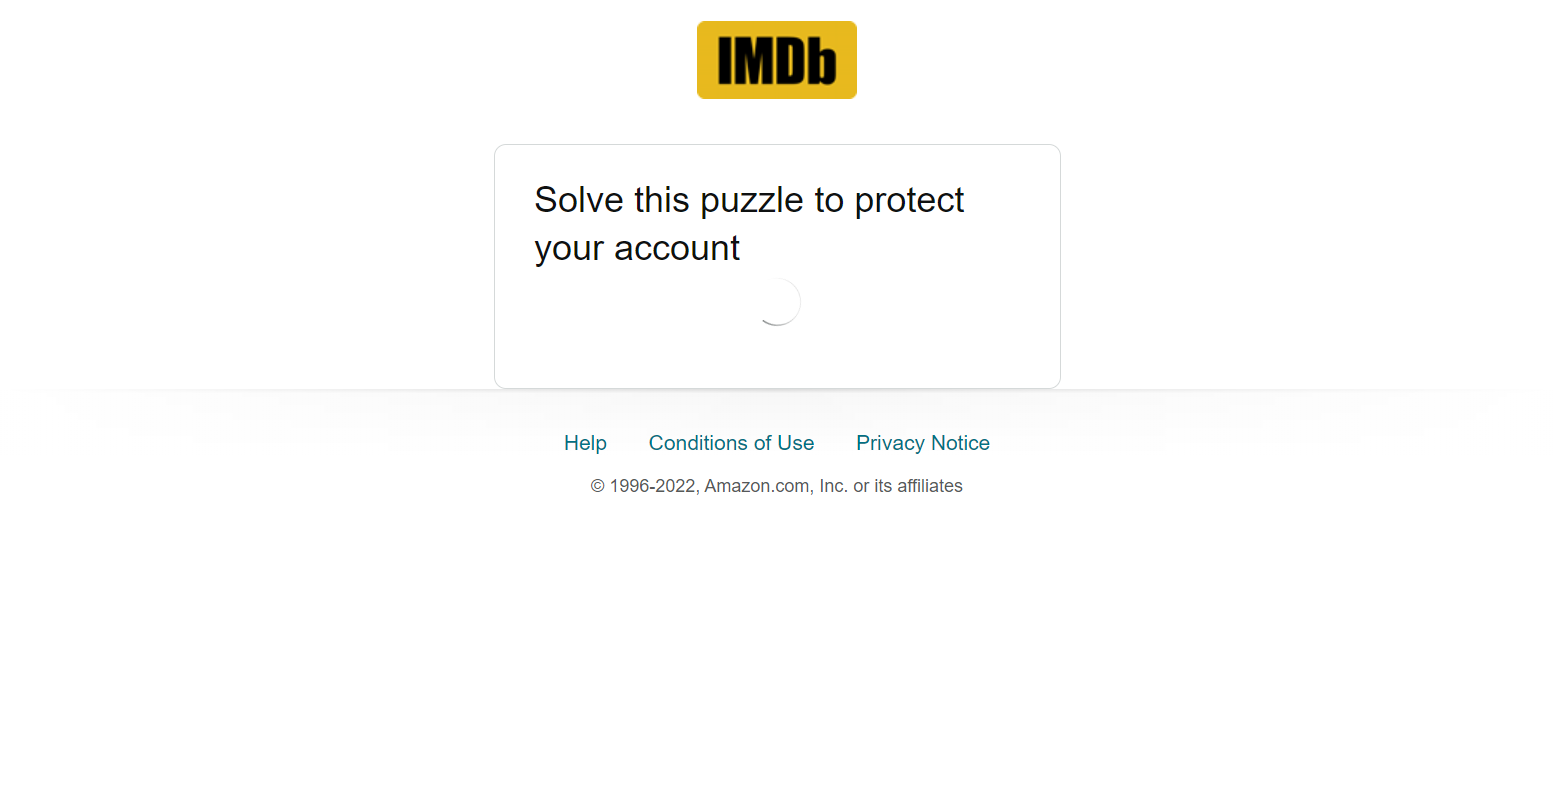 IMDb
Solve this puzzle to protect
your account
Help Conditions of Use Privacy Notice
© 1996-2022, Amazon.com, Inc. or its affiliates